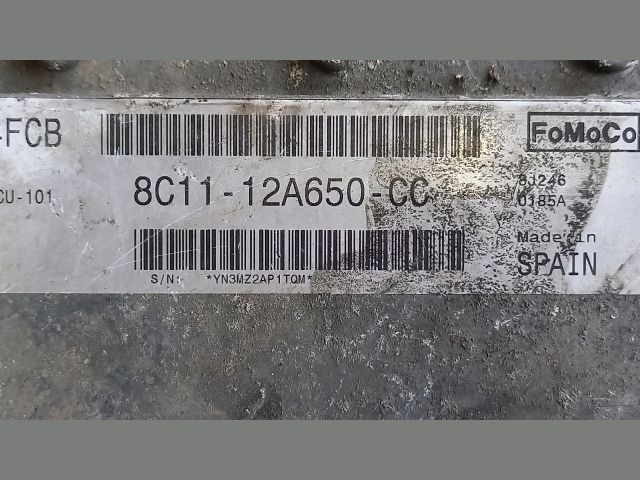 -FCB
FoMoCo
8C11-12A650-CC
8J246
CU-101
0185A
Made in
SPAIN
S/N: *YN3MZ2AP1TQM*